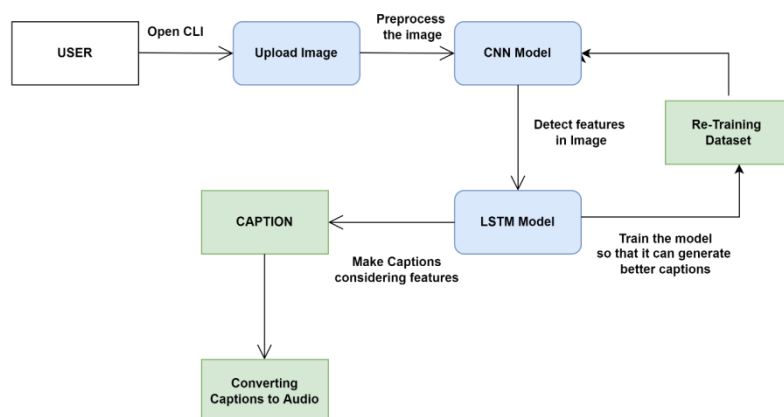 Open CLI
Preprocess
the image
USER
Upload Image
CNN Model
Detect features
in Image
Re-Training
Dataset
CAPTION
LSTM Model
Make Captions
considering features
Train the model
so that it can generate
better captions
Converting
Captions to Audio